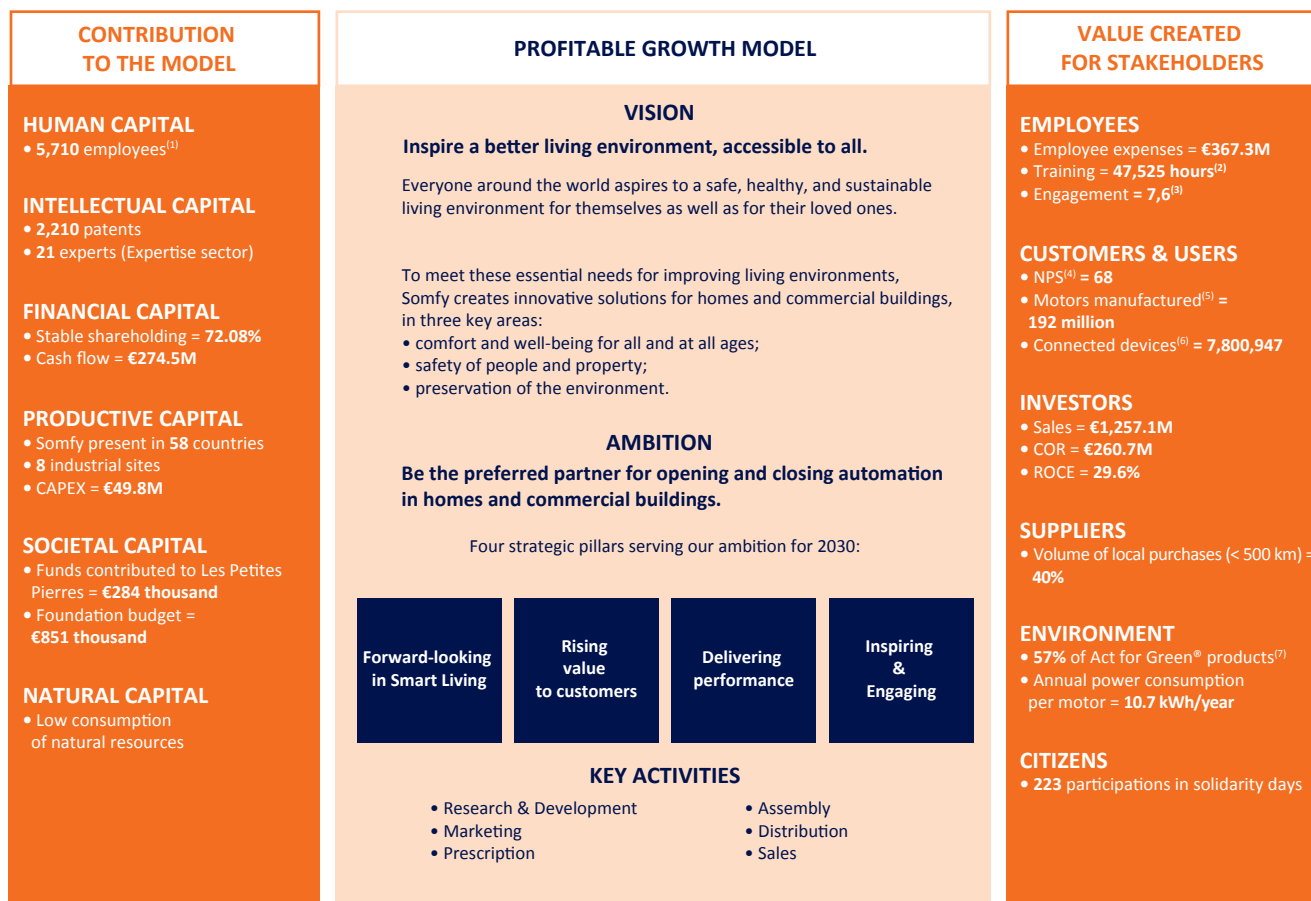 CONTRIBUTION
TO THE MODEL
HUMAN CAPITAL
• 5,710 employees(1)
INTELLECTUAL CAPITAL
• 2,210 patents
• 21 experts (Expertise sector)
FINANCIAL CAPITAL
• Stable shareholding = 72.08%
• Cash flow = €274.5M
PRODUCTIVE CAPITAL
• Somfy present in 58 countries
• 8 industrial sites
• CAPEX = €49.8M
SOCIETAL CAPITAL
• Funds contributed to Les Petites
Pierres = €284 thousand
• Foundation budget =
€851 thousand
NATURAL CAPITAL
• Low consumption
of natural resources
PROFITABLE GROWTH MODEL
VISION
Inspire a better living environment, accessible to all.
Everyone around the world aspires to a safe, healthy, and sustainable
living environment for themselves as well as for their loved ones.
To meet these essential needs for improving living environments,
Somfy creates innovative solutions for homes and commercial buildings,
in three key areas:
• comfort and well-being for all and at all ages;
• safety of people and property;
• preservation of the environment.
AMBITION
Be the preferred partner for opening and closing automation
in homes and commercial buildings.
Four strategic pillars serving our ambition for 2030:
Forward-looking
in Smart Living
Rising
value
to customers
Delivering
performance
Inspiring
&
Engaging
KEY ACTIVITIES
• Research & Development
• Marketing
• Prescription
• Assembly
• Distribution
• Sales
VALUE CREATED
FOR STAKEHOLDERS
EMPLOYEES
• Employee expenses = €367.3M
• Training = 47,525 hours(2)
• Engagement = 7,6(3)
CUSTOMERS & USERS
• NPS(4) = 68
• Motors manufactured(5) =
192 million
• Connected devices(6) = 7,800,947
INVESTORS
• Sales = €1,257.1M
• COR = €260.7M
• ROCE = 29.6%
SUPPLIERS
• Volume of local purchases (< 500 km) =
40%
ENVIRONMENT
• 57% of Act for Green® products(7)
• Annual power consumption
per motor = 10.7 kWh/year
CITIZENS
• 223 participations in solidarity days